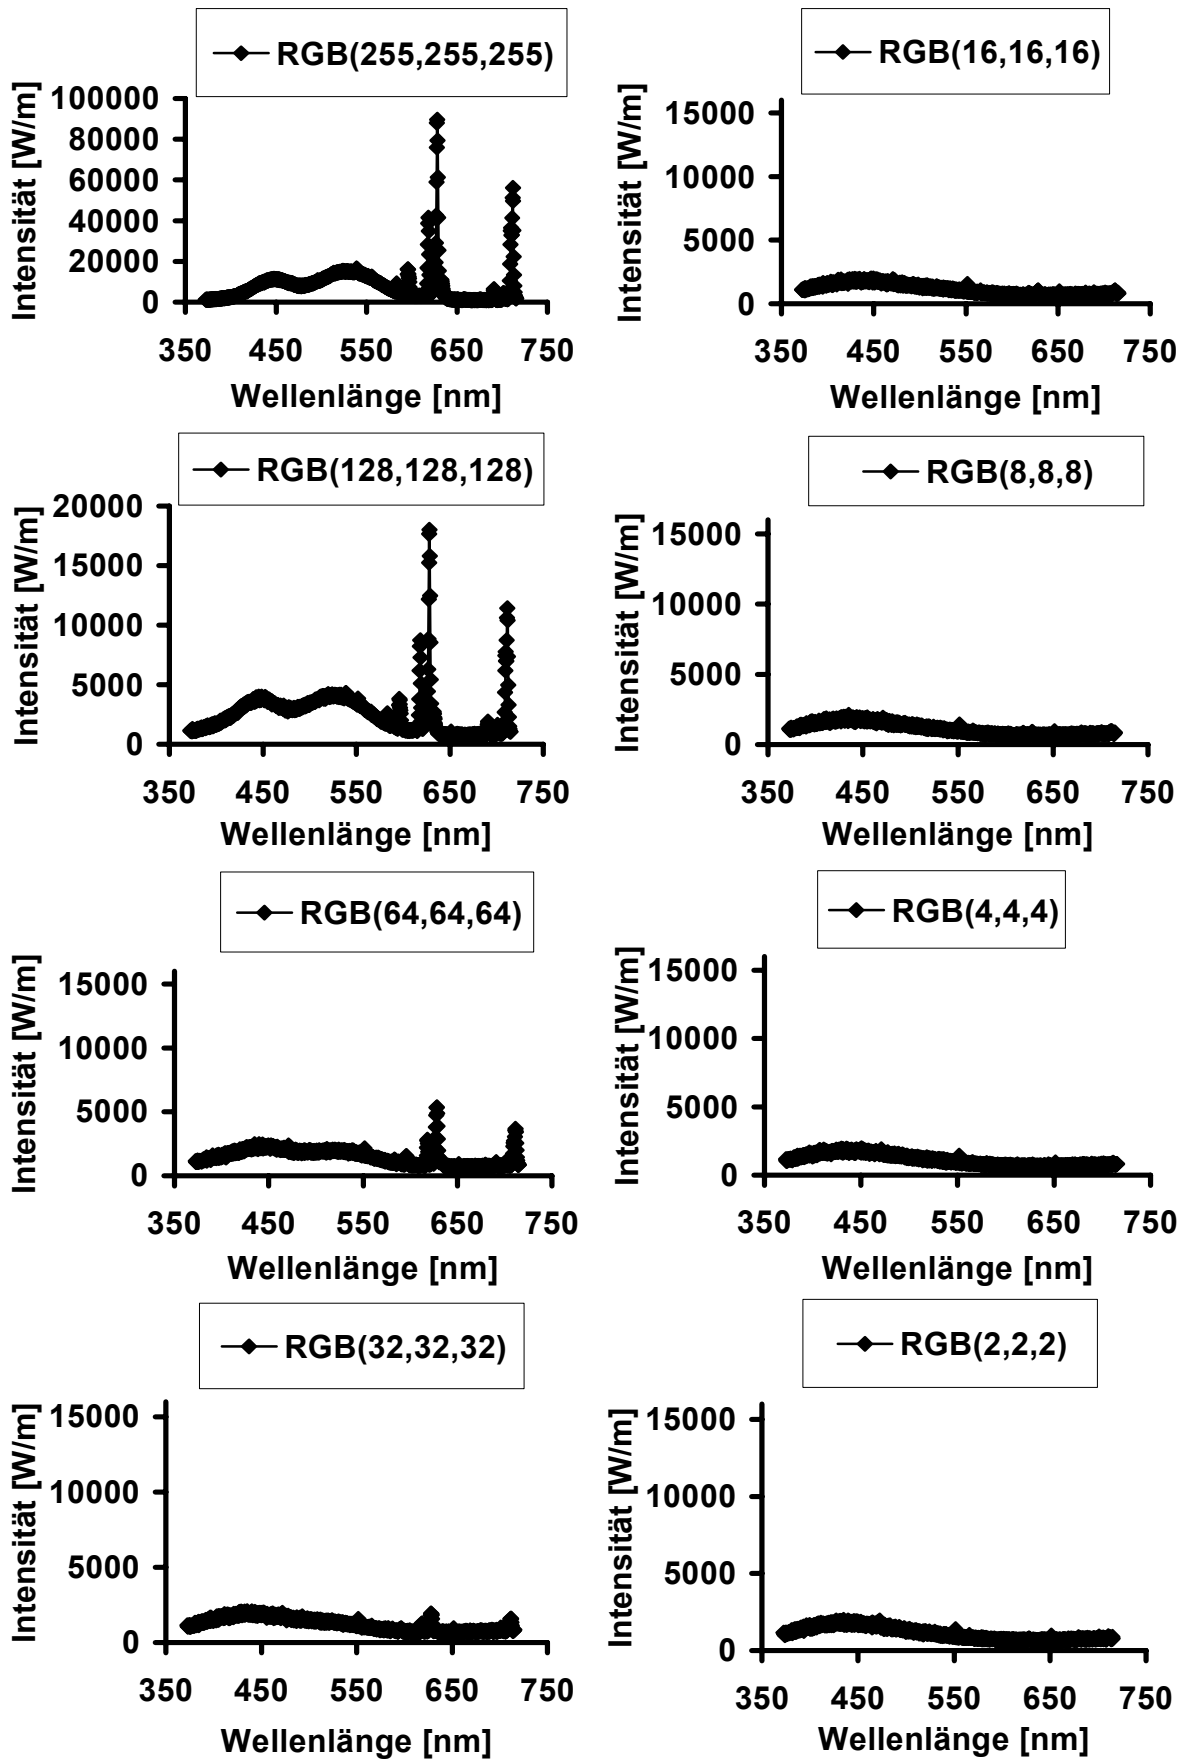 RGB(255,255,255)
Intensität [W/m]
100000
80000
60000
40000
20000
0
350 450 550 650 750
Wellenlänge [nm]
RGB(16,16,16)
Intensität [W/m]
15000
10000
5000
0
350 450 550 650 750
Wellenlänge [nm]
RGB(128,128,128)
Intensität [W/m]
20000
15000
10000
5000
0
350 450 550 650 750
Wellenlänge [nm]
RGB(8,8,8)
Intensität [W/m]
15000
10000
5000
0
350 450 550 650 750
Wellenlänge [nm]
RGB(64,64,64)
Intensität [W/m]
15000
10000
5000
0
350 450 550 650 750
Wellenlänge [nm]
RGB(4,4,4)
Intensität [W/m]
15000
10000
5000
0
350 450 550 650 750
Wellenlänge [nm]
RGB(32,32,32)
Intensität [W/m]
15000
10000
5000
0
350 450 550 650 750
Wellenlänge [nm]
RGB(2,2,2)
Intensität [W/m]
15000
10000
5000
0
350 450 550 650 750
Wellenlänge [nm]